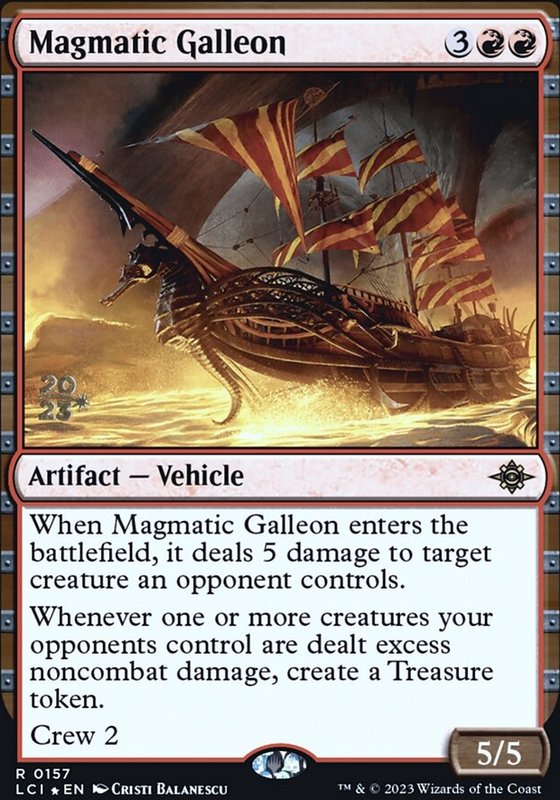 Magmatic Galleon 3
20
23
Artifact — Vehicle
When Magmatic Galleon enters the
battlefield, it deals 5 damage to target
creature an opponent controls.
Whenever one or more creatures your
opponents control are dealt excess
noncombat damage, create a Treasure
token.
Crew 2
5/5
R 0157
LCI ★ EN Cristi Balanescu
™ & © 2023 Wizards of the Coast